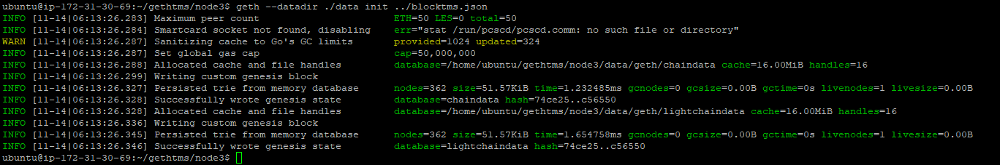 ubuntu@ip-172-31-30-69:~/gethtms/node3$ geth --datadir ./data init ../blocktms.json
INFO [11-14|06:13:26.283] Maximum peer count                       ETH=50 LES=0 total=50
INFO [11-14|06:13:26.284] Smartcard socket not found, disabling    err="stat /run/pcscd/pcscd.comm: no such file or directory"
WARN [11-14|06:13:26.287] Sanitizing cache to Go's GC limits       provided=1024 updated=324
INFO [11-14|06:13:26.287] Set global gas cap                       cap=50,000,000
INFO [11-14|06:13:26.288] Allocated cache and file handles         database=/home/ubuntu/gethtms/node3/data/geth/chaindata cache=16.00MiB handles=16
INFO [11-14|06:13:26.299] Writing custom genesis block
INFO [11-14|06:13:26.327] Persisted trie from memory database      nodes=362 size=51.57KiB time=1.232485ms gcnodes=0 gcsize=0.00B gctime=0s livenodes=1 livesize=0.00B
INFO [11-14|06:13:26.328] Successfully wrote genesis state         database=chaindata hash=74ce25..c56550
INFO [11-14|06:13:26.328] Allocated cache and file handles         database=/home/ubuntu/gethtms/node3/data/geth/lightchaindata cache=16.00MiB handles=16
INFO [11-14|06:13:26.336] Writing custom genesis block
INFO [11-14|06:13:26.345] Persisted trie from memory database      nodes=362 size=51.57KiB time=1.654758ms gcnodes=0 gcsize=0.00B gctime=0s livenodes=1 livesize=0.00B
INFO [11-14|06:13:26.346] Successfully wrote genesis state         database=lightchaindata hash=74ce25..c56550
ubuntu@ip-172-31-30-69:~/gethtms/node3$